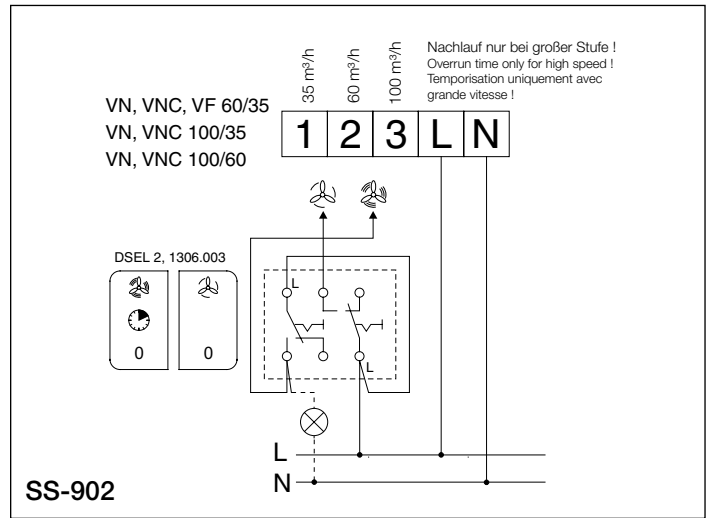 35 m³/h
60 m³/h
100 m³/h
Nachlauf nur bei großer Stufe !
Overrun time only for high speed !
Temporisation uniquement avec
grande vitesse !
VN, VNC, VF 60/35
VN, VNC 100/35
VN, VNC 100/60
1 2 3 L N
DSEL 2, 1306.003
0 0
L
L
L
N
SS-902